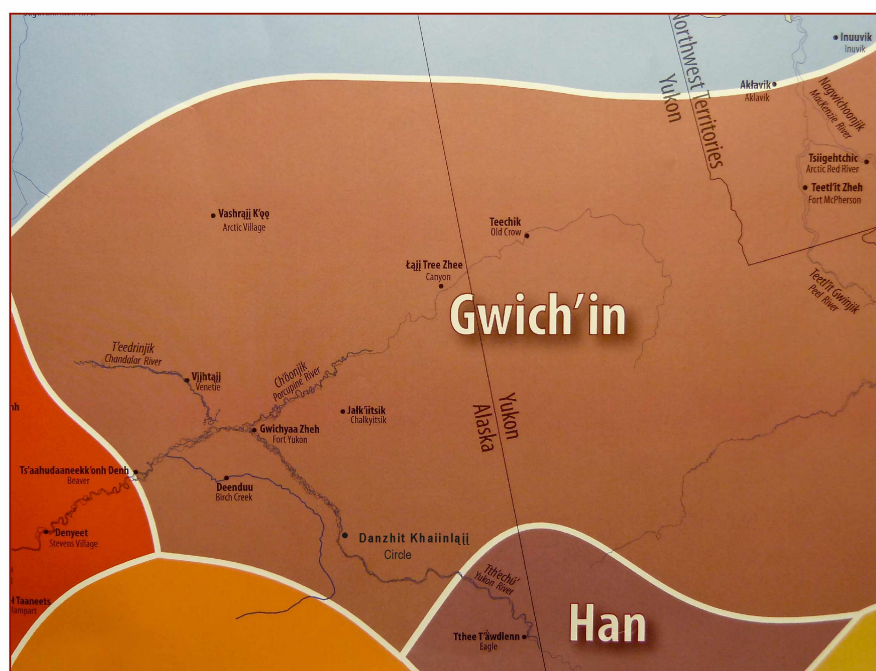 Inuuvik
Inuvik
Northwest Territories
Yukon
Akłavik
Aklavik
Nagwichoonjik
MacKenzie River
Tsiigehtchic
Arctic Red River
Teetł'it Zheh
Fort McPherson
Vashrąįį K'ǫǫ
Arctic Village
Teechik
Old Crow
Łąįį Tree Zhee
Canyon
Teetł'it Gwinjik
Peel River
Gwich'in
T'eedrinjik
Chandalar River
Vįįhtąįį
Venetie
Ch'ôonjik
Porcupine River
Jałk'iitsik
Chalkyitsik
Yukon
Alaska
Gwichyaa Zheh
Fort Yukon
Ts'aahudaaneekk'onh Denh
Beaver
Deenduu
Birch Creek
Denyeet
Stevens Village
Danzhit Khaiinląįį
Circle
Tth'echù'
Yukon River
Taaneets
Han
Tthee T'äwdlenn
Eagle